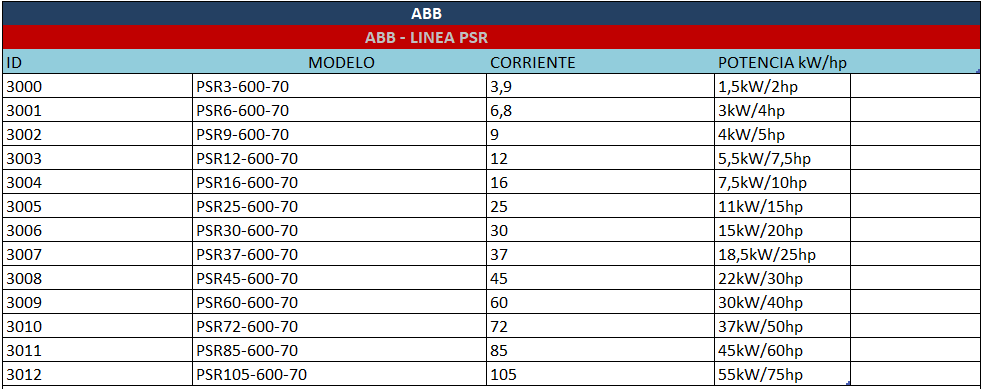 ABB
ABB - LINEA PSR
ID MODELO CORRIENTE POTENCIA kW/hp
3000 PSR3-600-70 3,9 1,5kW/2hp
3001 PSR6-600-70 6,8 3kW/4hp
3002 PSR9-600-70 9 4kW/5hp
3003 PSR12-600-70 12 5,5kW/7,5hp
3004 PSR16-600-70 16 7,5kW/10hp
3005 PSR25-600-70 25 11kW/15hp
3006 PSR30-600-70 30 15kW/20hp
3007 PSR37-600-70 37 18,5kW/25hp
3008 PSR45-600-70 45 22kW/30hp
3009 PSR60-600-70 60 30kW/40hp
3010 PSR72-600-70 72 37kW/50hp
3011 PSR85-600-70 85 45kW/60hp
3012 PSR105-600-70 105 55kW/75hp